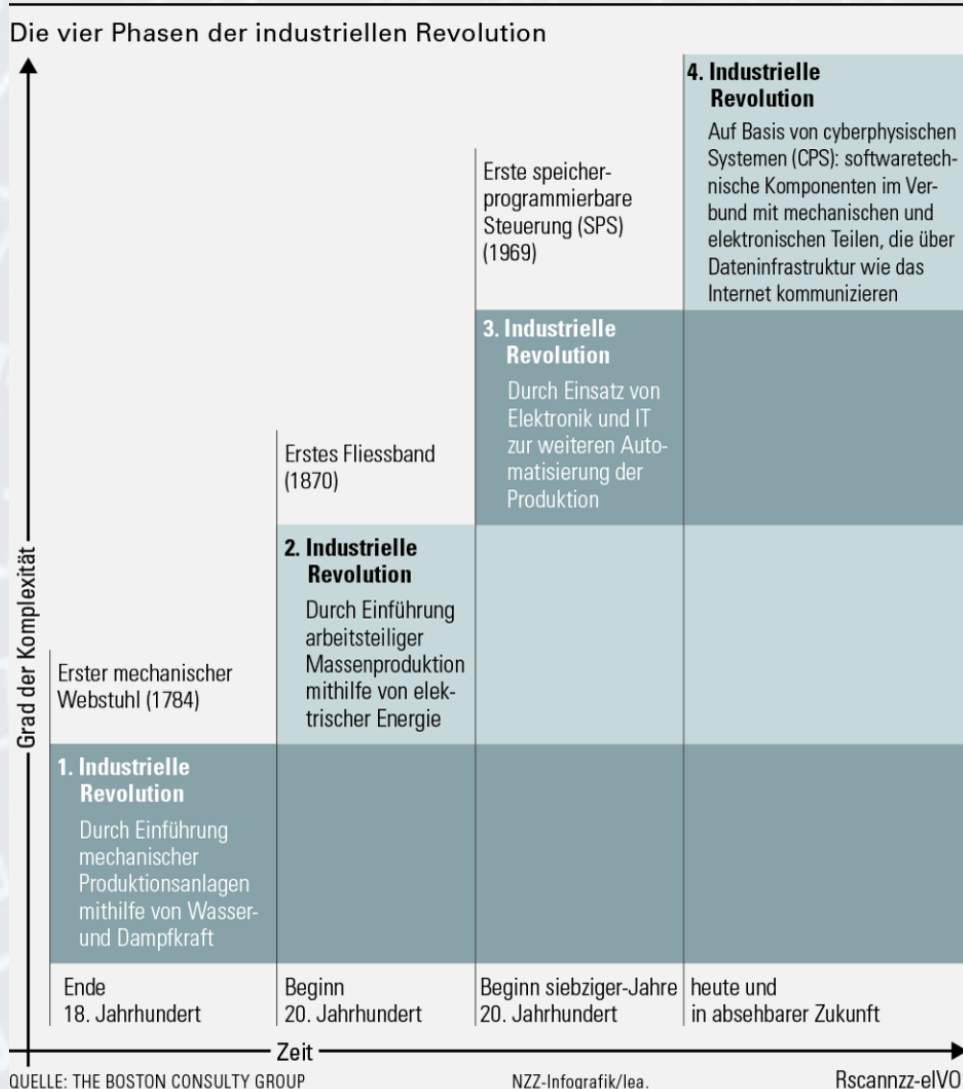 Die vier Phasen der industriellen Revolution
4. Industrielle
Revolution
Auf Basis von cyberphysischen
Systemen (CPS): softwaretech-
nische Komponenten im Ver-
bund mit mechanischen und
elektronischen Teilen, die über
Dateninfrastruktur wie das
Internet kommunizieren
Erste speicher-
programmierbare
Steuerung (SPS)
(1969)
3. Industrielle
Revolution
Durch Einsatz von
Elektronik und IT
zur weiteren Auto-
matisierung der
Produktion
Erstes Fliessband
(1870)
2. Industrielle
Revolution
Durch Einführung
arbeitsteiliger
Massenproduktion
mithilfe von elek-
trischer Energie
Erster mechanischer
Webstuhl (1784)
1. Industrielle
Revolution
Durch Einführung
mechanischer
Produktionsanlagen
mithilfe von Wasser-
und Dampfkraft
Grad der Komplexität
Ende
18. Jahrhundert
Beginn
20. Jahrhundert
Beginn siebziger-Jahre
20. Jahrhundert
heute und
in absehbarer Zukunft
Zeit
QUELLE: THE BOSTON CONSULTY GROUP
NZZ-Infografik/lea.
Rscannzz-elVO